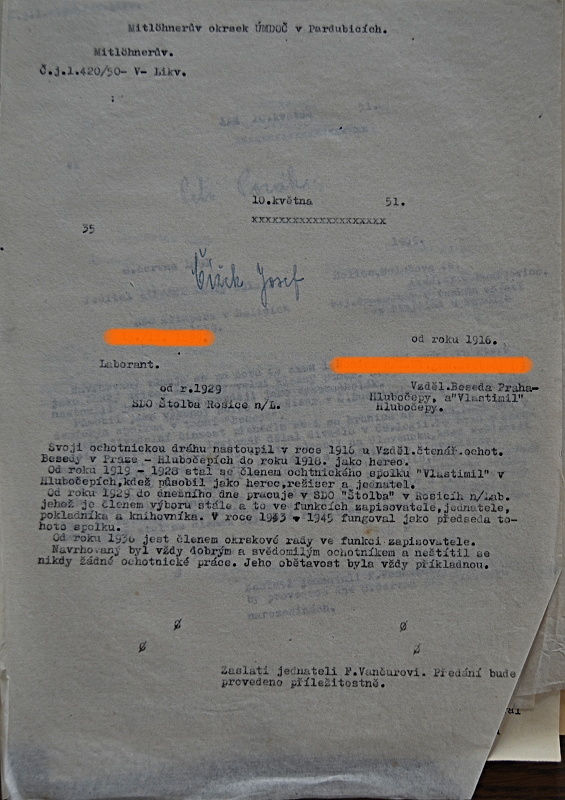 Mitlöhnerův okrsek ÚMDOČ v Pardubicích.
Mitlöhnerův.
Č.j.1.420/50- V- Likv.
10.května 51.
xxxxxxxxxxxxxxxxxxxx
35
Čížek Josef
od roku 1916.
Laborant.
od r.1929
SDO Štolba Rosice n/L.
Vzděl.Beseda Praha-
Hlubočepy, a"Vlastimil"
Hlubočepy.
Svoji ochotnickou dráhu nastoupil v roce 1916 u Vzděl.čtenář.ochot.
Besedy v Praze - Hlubočepích do roku 1918. jako herec.
Od roku 1919 - 1928 stal se členem ochtnického spolku "Vlastimil" v
Hlubočepích,kdež působil jako herec,režiser a jednatel.
Od roku 1929 do dnešního dne pracuje v SDO "Štolba" v Rosicích n/Lab.
jehož je členem výboru stále a to ve funkcích zapisovatele,jednatele,
pokladníka a knihovníka. V roce 1943 - 1945 fungoval jako předseda to-
hoto spolku.
Od roku 1936 jest členem okrskové rady ve funkci zapisovatele.
Navrhovaný byl vždy dobrým a svědomilým ochotníkem a neštítil se
nikdy žádné ochotnické práce. Jeho obětavost byla vždy příkladnou.
Zaslati jednateli F.Vančurovi. Předání bude
provedeno příležitostně.